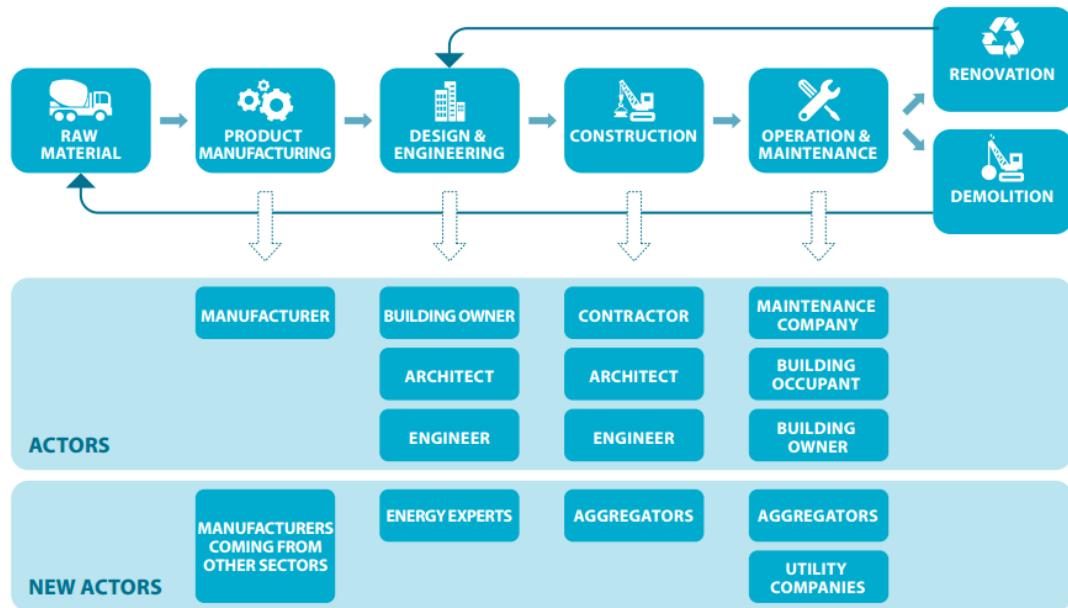 RENOVATION
RAW
MATERIAL
PRODUCT
MANUFACTURING
DESIGN &
ENGINEERING
CONSTRUCTION
OPERATION &
MAINTENANCE
DEMOLITION
MANUFACTURER
BUILDING OWNER
CONTRACTOR
MAINTENANCE
COMPANY
ARCHITECT
ARCHITECT
BUILDING
OCCUPANT
ENGINEER
ENGINEER
BUILDING
OWNER
ACTORS
MANUFACTURERS
COMING FROM
OTHER SECTORS
ENERGY EXPERTS
AGGREGATORS
AGGREGATORS
UTILITY
COMPANIES
NEW ACTORS